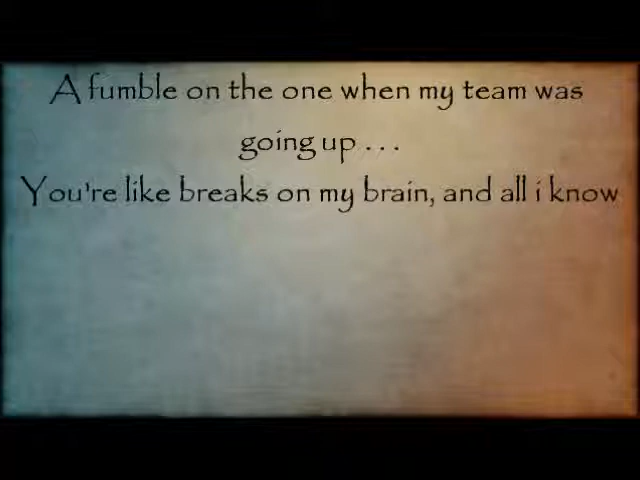 A fumble on the one when my team was
going up . . .
You're like breaks on my brain, and all i know